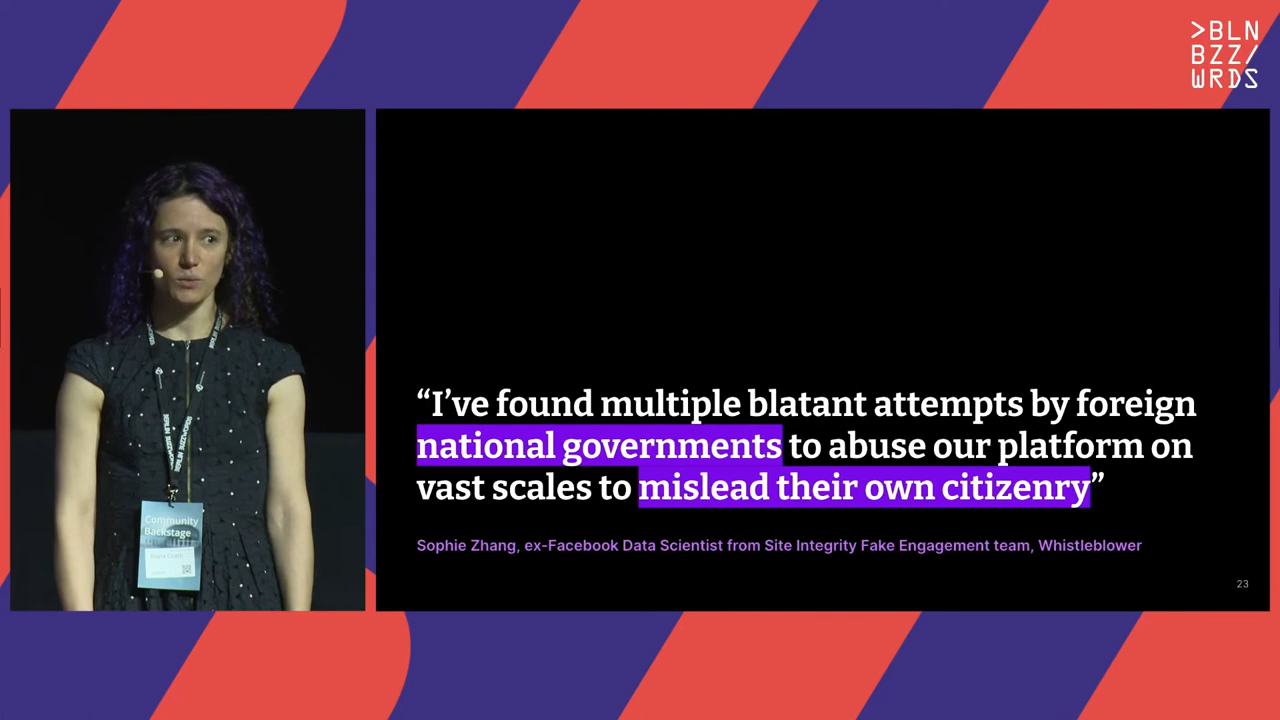 >BLN
BZZ/
WRDS
“I’ve found multiple blatant attempts by foreign
national governments to abuse our platform on
vast scales to mislead their own citizenry”
Sophie Zhang, ex-Facebook Data Scientist from Site Integrity Fake Engagement team, Whistleblower
23
Community
Backstage